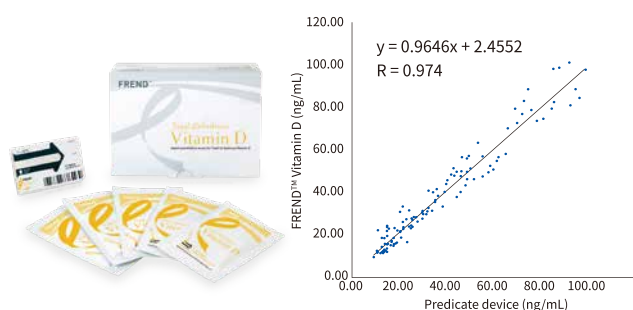 FREND™
Total 25-Hydroxy
Vitamin D
120.00
100.00
80.00
60.00
40.00
20.00
0.00
FREND™ Vitamin D (ng/mL)
y = 0.9646x + 2.4552
R = 0.974
0.00 20.00 40.00 60.00 80.00 100.00
Predicate device (ng/mL)